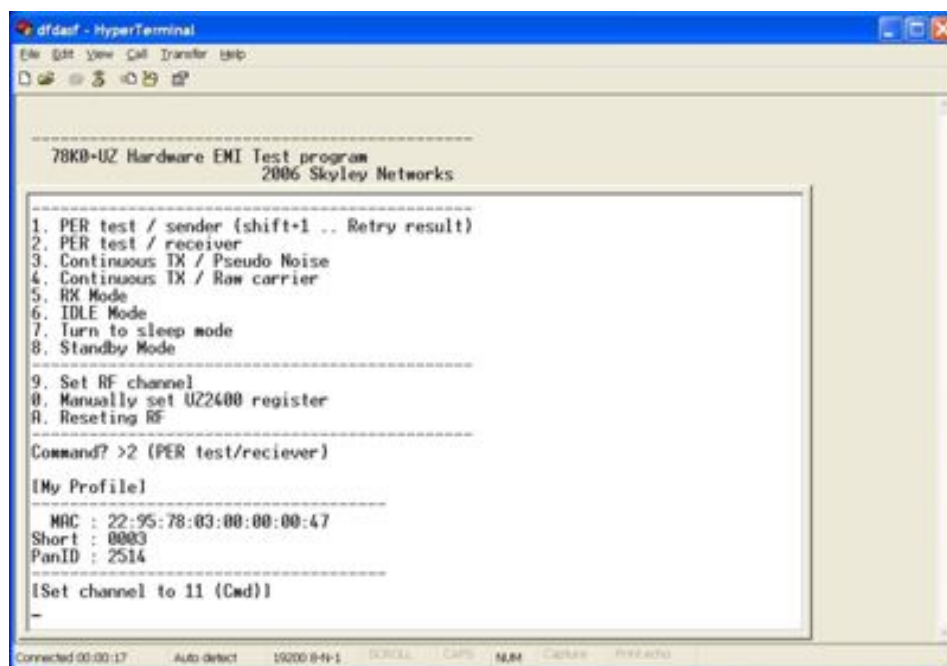 dfdasf - HyperTerminal
File Edit View Call Transfer Help
--------------------------------------------------
78K0+UZ Hardware EMI Test program
2006 Skyley Networks
--------------------------------------------------
1. PER test / sender (shift+1 .. Retry result)
2. PER test / receiver
3. Continuous TX / Pseudo Noise
4. Continuous TX / Raw carrier
5. RX Mode
6. IDLE Mode
7. Turn to sleep mode
8. Standby Mode
--------------------------------------------------
9. Set RF channel
0. Manually set UZ2400 register
A. Reseting RF
--------------------------------------------------
Command? >2 (PER test/reciever)
[My Profile]
----------------------------------------
MAC : 22:95:78:03:00:00:00:47
Short : 0003
PanID : 2514
----------------------------------------
[Set channel to 11 (Cmd)]
_
Connected 00:00:17 Auto detect 19200 8-N-1 SCROLL CAPS NUM Capture Print echo